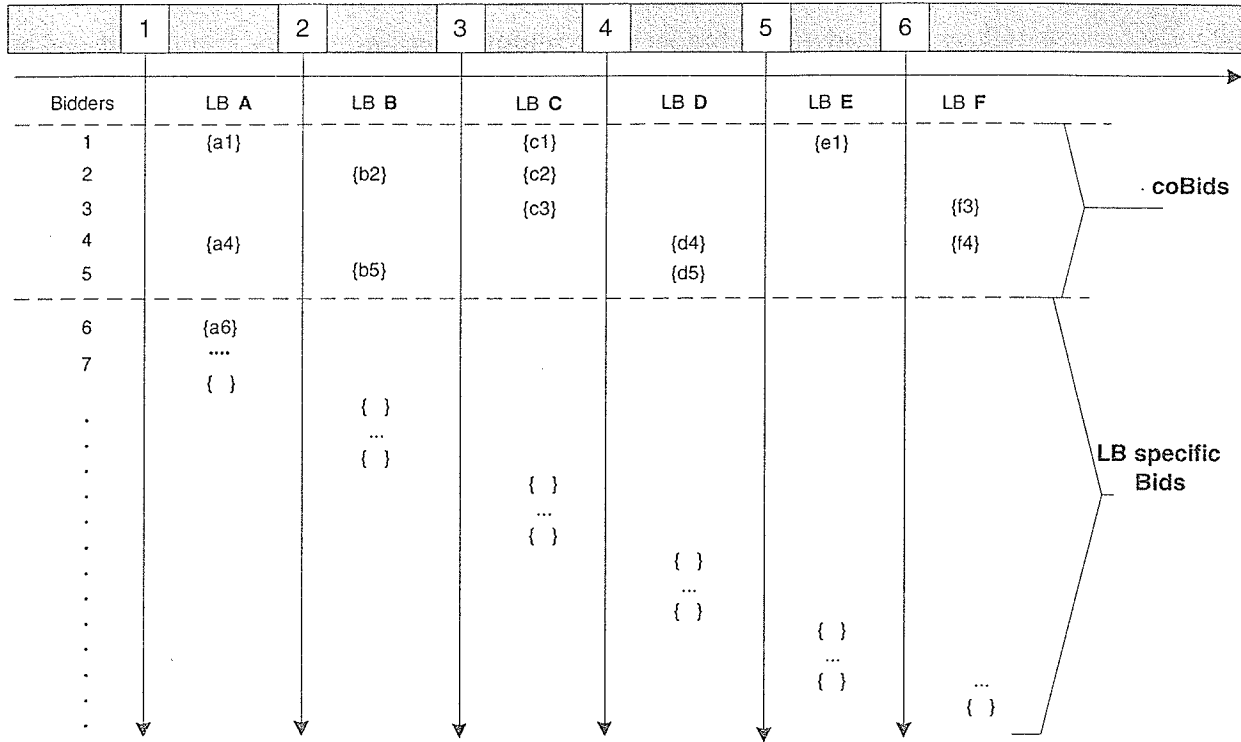 1 2 3 4 5 6
Bidders LB A LB B LB C LB D LB E LB F
1 {a1} {c1} {e1}
2 {b2} {c2}
coBids
3 {c3} {f3}
4 {a4} {d4} {f4}
5 {b5} {d5}
6 {a6}
7 ....
{ }
{ }
...
{ }
LB specific
Bids
{ }
...
{ }
{ }
...
{ }
{ }
...
{ }
...
{ }